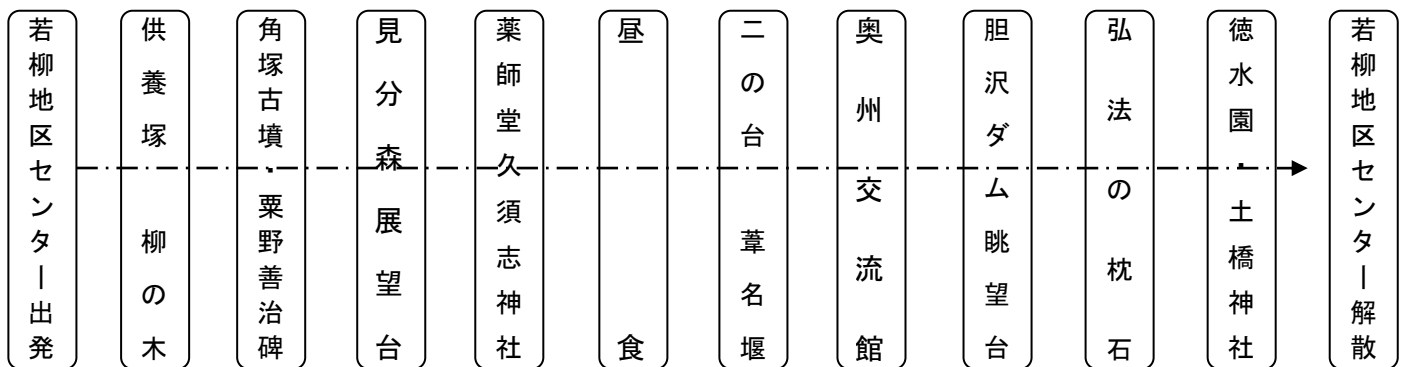 若柳地区センター出発
供養塚　柳の木
角塚古墳・粟野善治碑
見分森展望台
薬師堂久須志神社
昼食
二の台　葦名堰
奥州交流館
胆沢ダム眺望台
弘法の枕石
徳水園・土橋神社
若柳地区センター解散